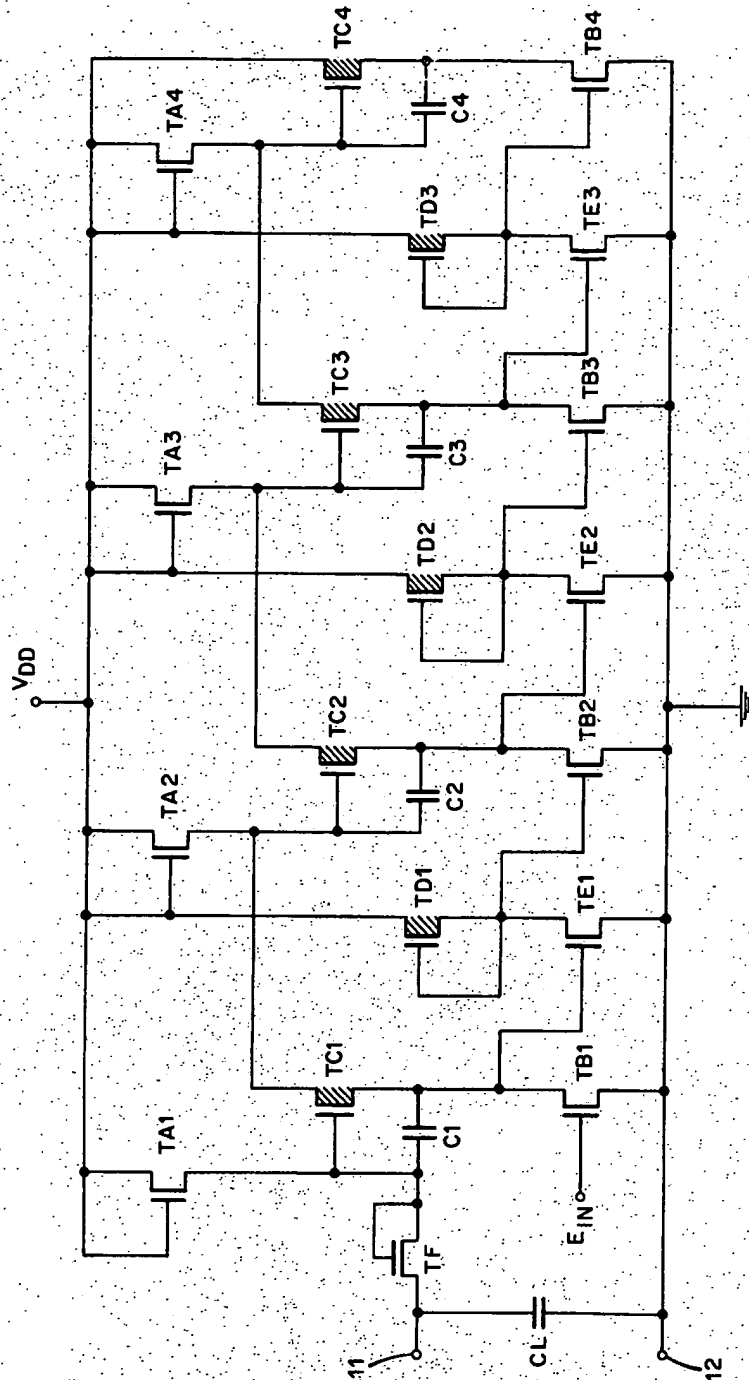 VDD
TA1
TA2
TA3
TA4
TC1
TC2
TC3
TC4
C1
C2
C3
C4
TD1
TD2
TD3
TF
11
EIN
TB1
TE1
TB2
TE2
TB3
TE3
TB4
CL
12